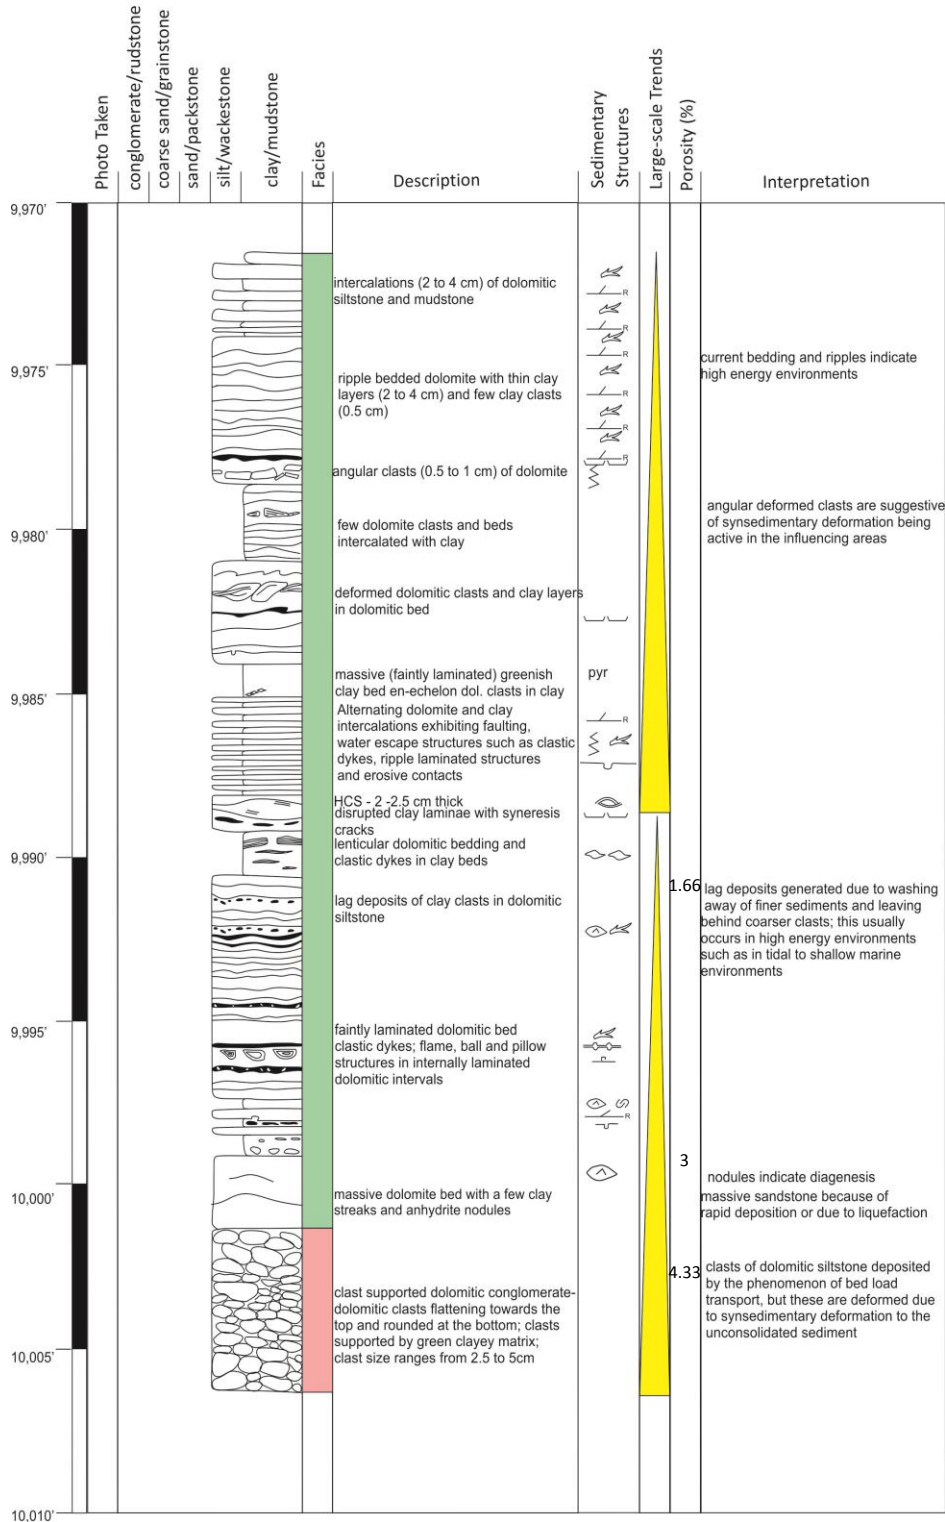 Photo Taken
conglomerate/rudstone
coarse sand/grainstone
sand/packstone
silt/wackestone
clay/mudstone
Facies
Description
Sedimentary
Structures
Large-scale Trends
Porosity (%)
Interpretation
9,970'
intercalations (2 to 4 cm) of dolomitic
siltstone and mudstone
R
R
R
current bedding and ripples indicate
high energy environments
9,975'
ripple bedded dolomite with thin clay
layers (2 to 4 cm) and few clay clasts
(0.5 cm)
R
R
R
angular clasts (0.5 to 1 cm) of dolomite
angular deformed clasts are suggestive
of synsedimentary deformation being
active in the influencing areas
9,980'
few dolomite clasts and beds
intercalated with clay
deformed dolomitic clasts and clay layers
in dolomitic bed
massive (faintly laminated) greenish
clay bed en-echelon dol. clasts in clay
pyr
9,985'
Alternating dolomite and clay
intercalations exhibiting faulting,
water escape structures such as clastic
dykes, ripple laminated structures
and erosive contacts
R
HCS - 2 -2.5 cm thick
disrupted clay laminae with syneresis
cracks
lenticular dolomitic bedding and
clastic dykes in clay beds
9,990'
1.66
lag deposits of clay clasts in dolomitic
siltstone
lag deposits generated due to washing
away of finer sediments and leaving
behind coarser clasts; this usually
occurs in high energy environments
such as in tidal to shallow marine
environments
9,995'
faintly laminated dolomitic bed
clastic dykes; flame, ball and pillow
structures in internally laminated
dolomitic intervals
R
3
nodules indicate diagenesis
10,000'
massive dolomite bed with a few clay
streaks and anhydrite nodules
massive sandstone because of
rapid deposition or due to liquefaction
4.33
clasts of dolomitic siltstone deposited
by the phenomenon of bed load
transport, but these are deformed due
to synsedimentary deformation to the
unconsolidated sediment
clast supported dolomitic conglomerate-
dolomitic clasts flattening towards the
top and rounded at the bottom; clasts
supported by green clayey matrix;
clast size ranges from 2.5 to 5cm
10,005'
10,010'